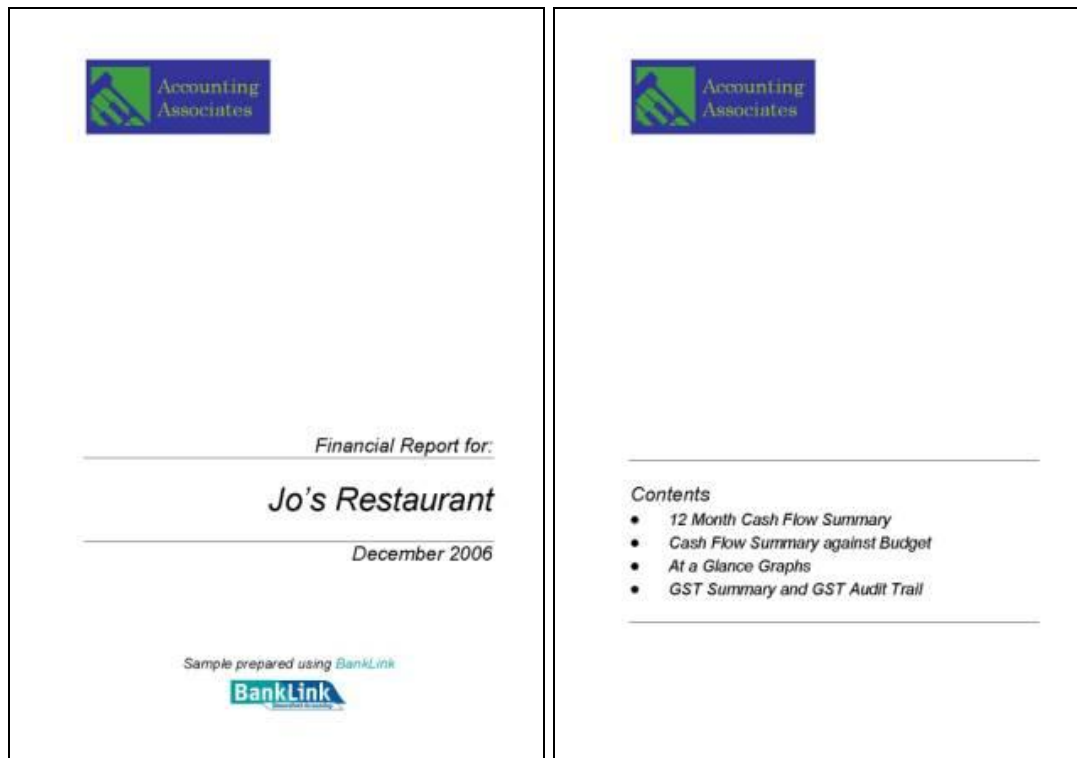 Accounting
Associates
Financial Report for:
Jo's Restaurant
December 2006
Sample prepared using BankLink
BankLink
Accounting
Associates
Contents
● 12 Month Cash Flow Summary
● Cash Flow Summary against Budget
● At a Glance Graphs
● GST Summary and GST Audit Trail